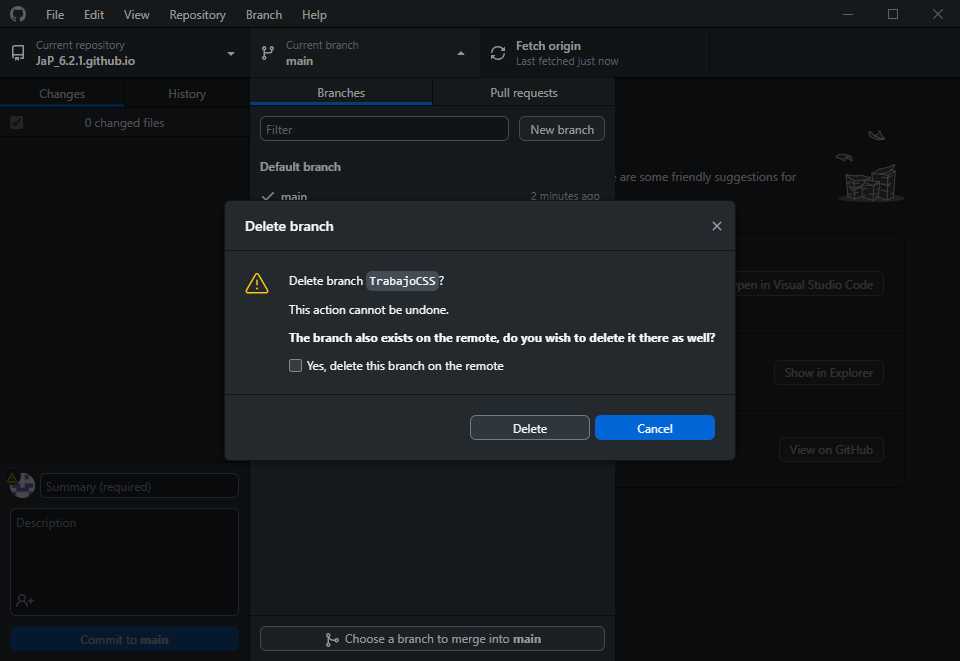 File Edit View Repository Branch Help
Current repository
JaP_6.2.1.github.io
Current branch
main
Fetch origin
Last fetched just now
Changes History
Branches Pull requests
0 changed files
Filter
New branch
Default branch
main 2 minutes ago
are some friendly suggestions for
Delete branch
Delete branch TrabajoCSS?
This action cannot be undone.
The branch also exists on the remote, do you wish to delete it there as well?
Yes, delete this branch on the remote
Delete Cancel
in Visual Studio Code
Show in Explorer
View on GitHub
Summary (required)
Description
Commit to main
Choose a branch to merge into main